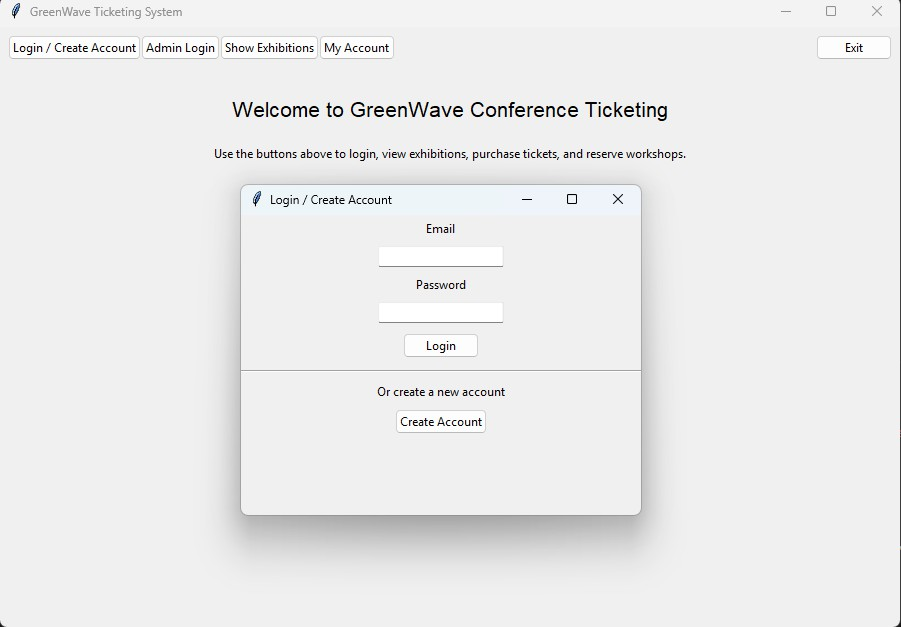 GreenWave Ticketing System
Login / Create Account Admin Login Show Exhibitions My Account Exit
Welcome to GreenWave Conference Ticketing
Use the buttons above to login, view exhibitions, purchase tickets, and reserve workshops.
Login / Create Account
Email
Password
Login
Or create a new account
Create Account